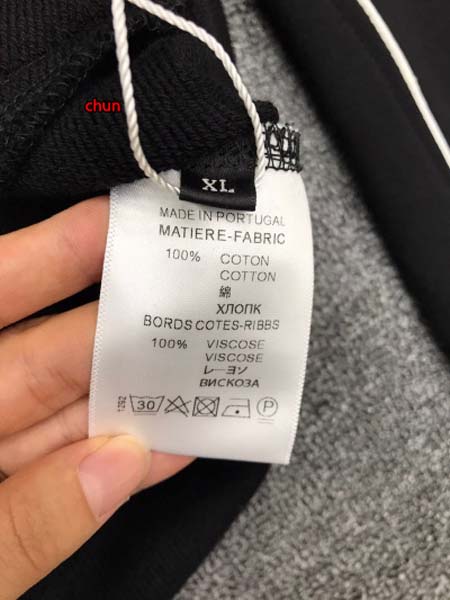 chun
XL
MADE IN PORTUGAL
MATIERE-FABRIC
100% COTON
COTTON
綿
ХЛОПК
BORDS COTES-RIBBS
100% VISCOSE
VISCOSE
レーヨン
ВИСКОЗА
1292 30 P